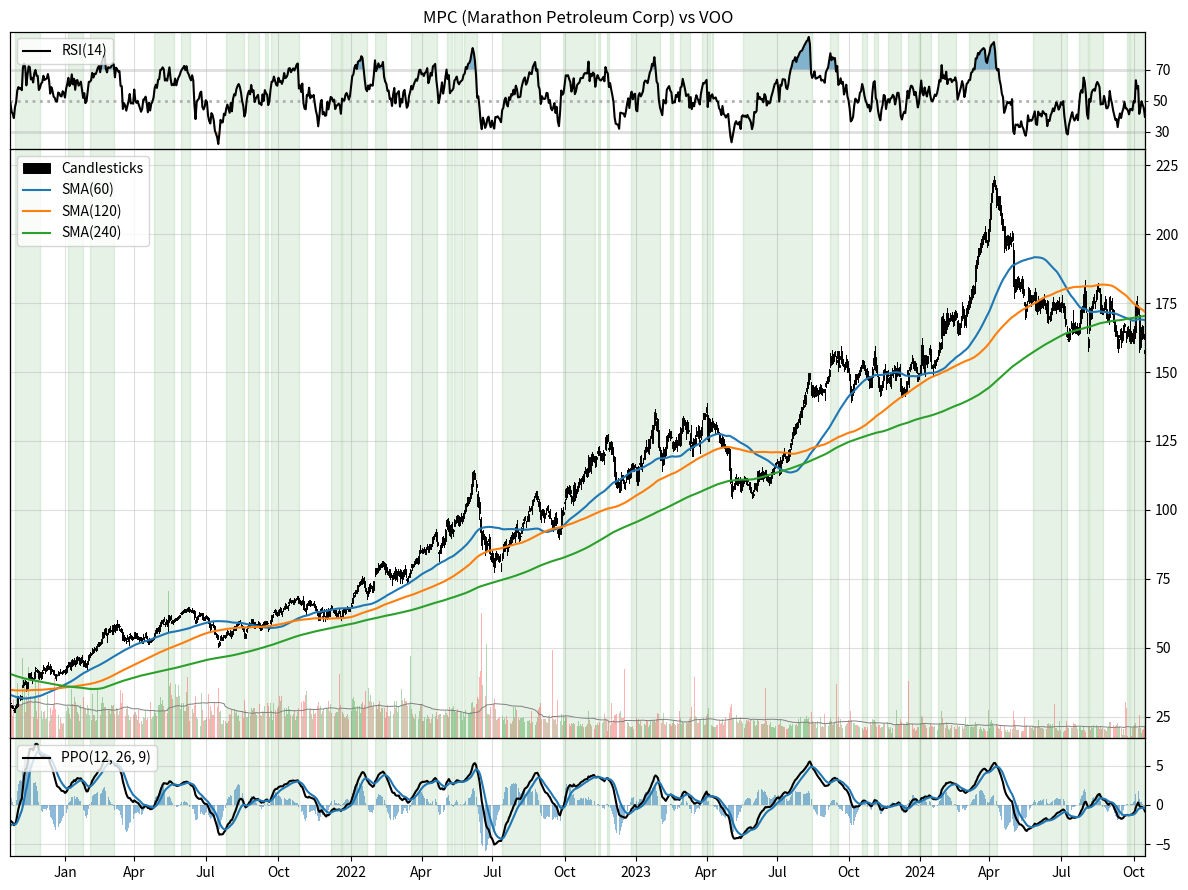 MPC (Marathon Petroleum Corp) vs VOO
RSI(14)
70
50
30
Candlesticks
SMA(60)
SMA(120)
SMA(240)
225
200
175
150
125
100
75
50
25
PPO(12, 26, 9)
5
0
−5
Jan Apr Jul Oct 2022 Apr Jul Oct 2023 Apr Jul Oct 2024 Apr Jul Oct